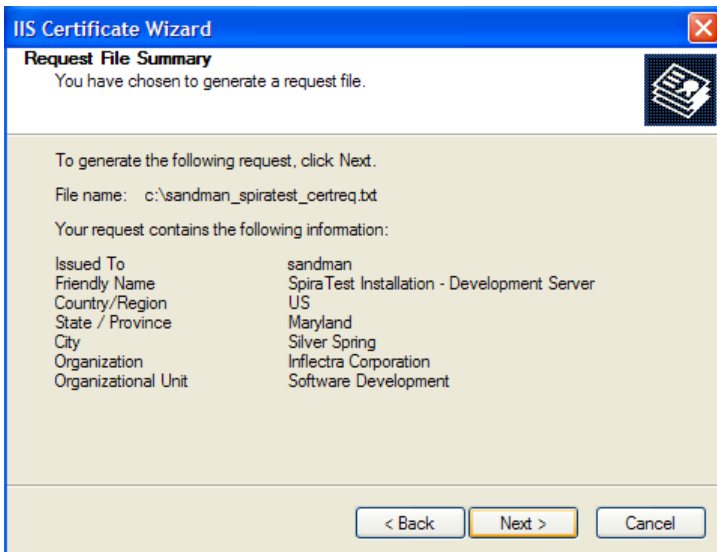 IIS Certificate Wizard
Request File Summary
You have chosen to generate a request file.
To generate the following request, click Next.
File name: c:\sandman_spiratest_certreq.txt
Your request contains the following information:
Issued To sandman
Friendly Name SpiraTest Installation - Development Server
Country/Region US
State / Province Maryland
City Silver Spring
Organization Inflectra Corporation
Organizational Unit Software Development
< Back Next > Cancel